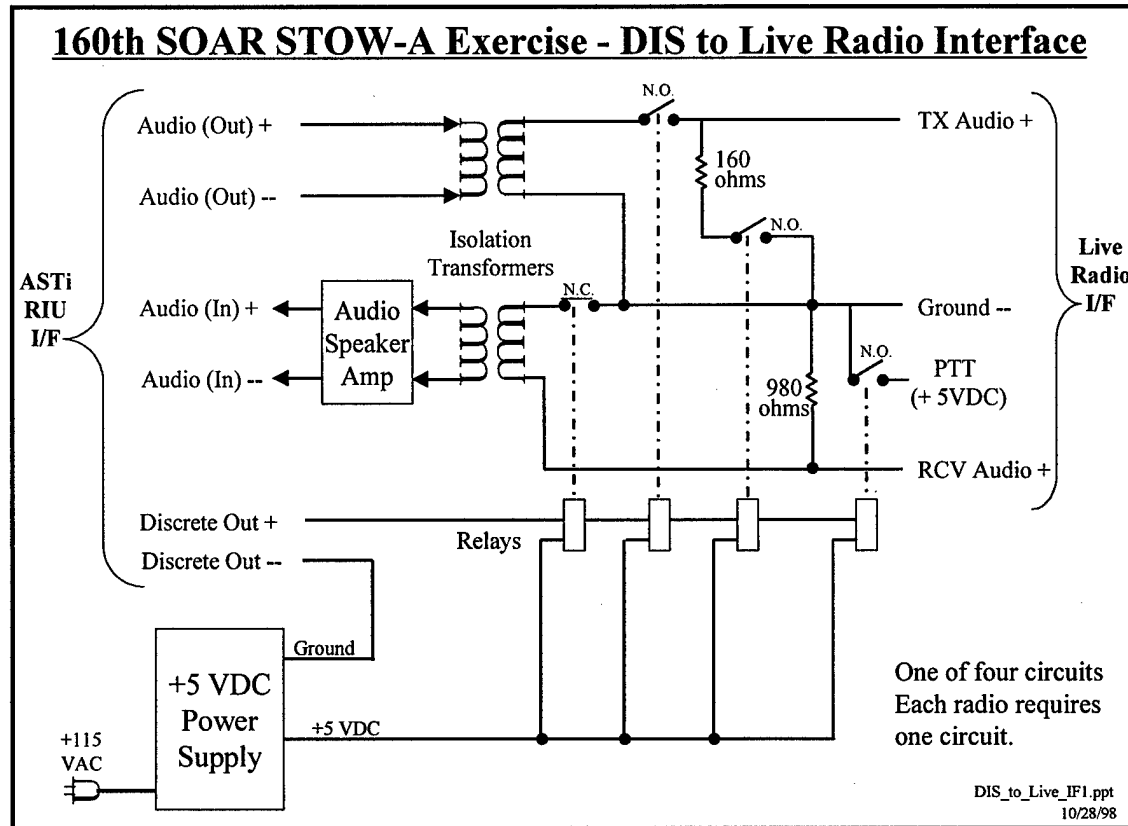 160th SOAR STOW-A Exercise - DIS to Live Radio Interface
N.O.
Audio (Out) +
TX Audio +
160
ohms
Audio (Out) --
N.O.
Isolation
Transformers
ASTi
RIU
I/F
Live
Radio
I/F
N.C.
Audio (In) +
Audio
Speaker
Amp
Ground --
N.O.
Audio (In) --
980
ohms
PTT
(+ 5VDC)
RCV Audio +
Discrete Out +
Relays
Discrete Out --
Ground
+5 VDC
Power
Supply
+5 VDC
+115
VAC
One of four circuits
Each radio requires
one circuit.
DIS_to_Live_IF1.ppt
10/28/98